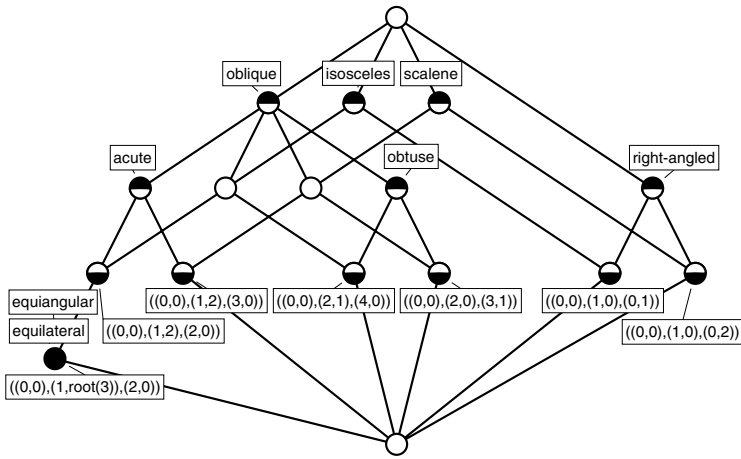 oblique
isosceles
scalene
acute
obtuse
right-angled
equiangular
equilateral
((0,0),(1,2),(3,0))
((0,0),(2,1),(4,0))
((0,0),(2,0),(3,1))
((0,0),(1,0),(0,1))
((0,0),(1,2),(2,0))
((0,0),(1,0),(0,2))
((0,0),(1,root(3)),(2,0))